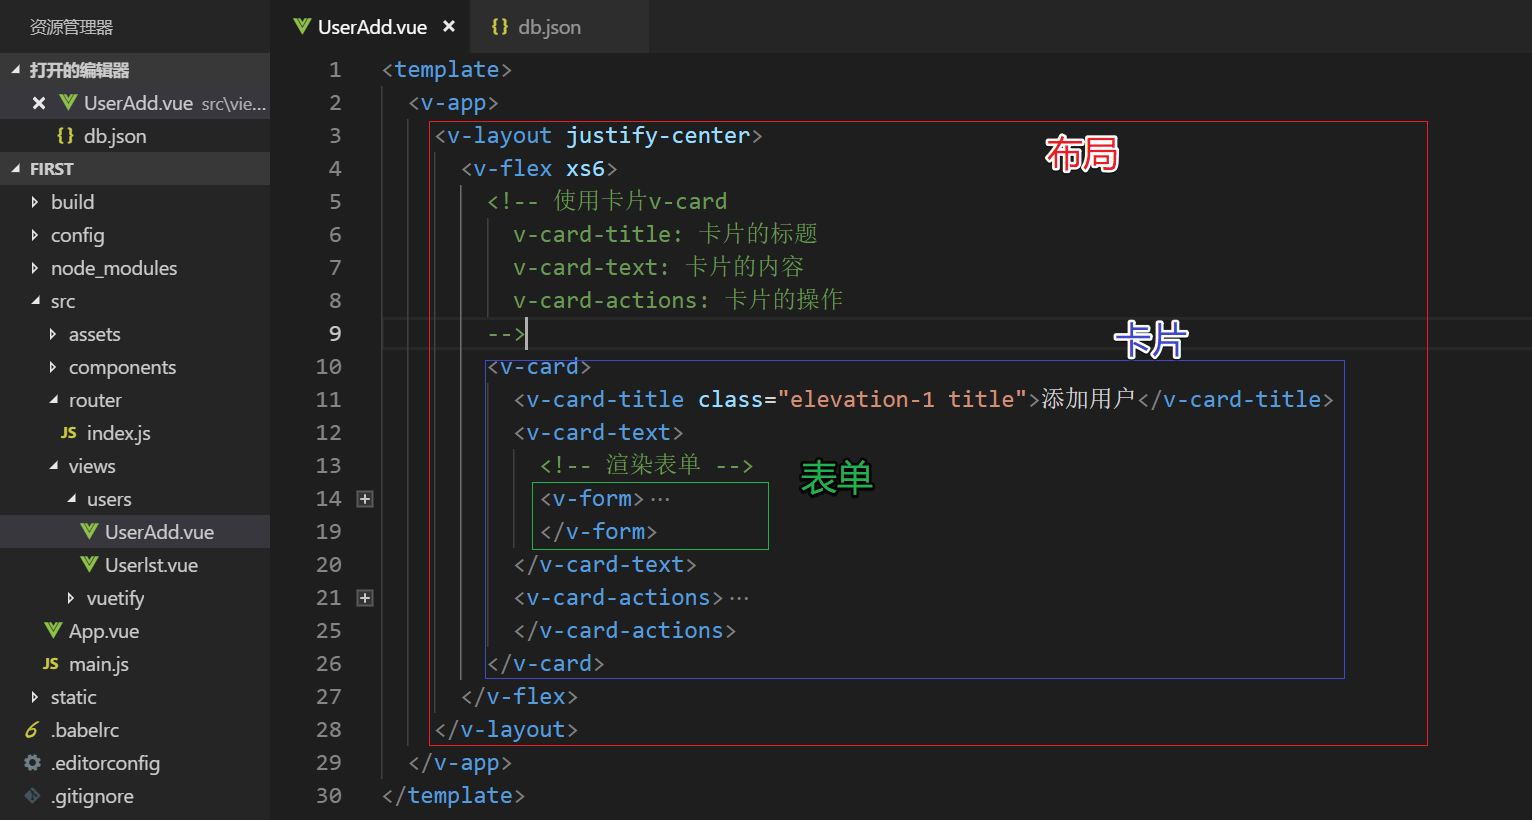 资源管理器
打开的编辑器
UserAdd.vue src\vie...
{} db.json
FIRST
build
config
node_modules
src
assets
components
router
JS index.js
views
users
UserAdd.vue
Userlst.vue
vuetify
App.vue
JS main.js
static
.babelrc
.editorconfig
.gitignore
UserAdd.vue ×
{} db.json
1 <template>
2 <v-app>
3 <v-layout justify-center>
布局
4 <v-flex xs6>
5 <!-- 使用卡片v-card
6 v-card-title: 卡片的标题
7 v-card-text: 卡片的内容
8 v-card-actions: 卡片的操作
9 -->
卡片
10 <v-card>
11 <v-card-title class="elevation-1 title">添加用户</v-card-title>
12 <v-card-text>
13 <!-- 渲染表单 -->
表单
14 <v-form>…
19 </v-form>
20 </v-card-text>
21 <v-card-actions>…
25 </v-card-actions>
26 </v-card>
27 </v-flex>
28 </v-layout>
29 </v-app>
30 </template>